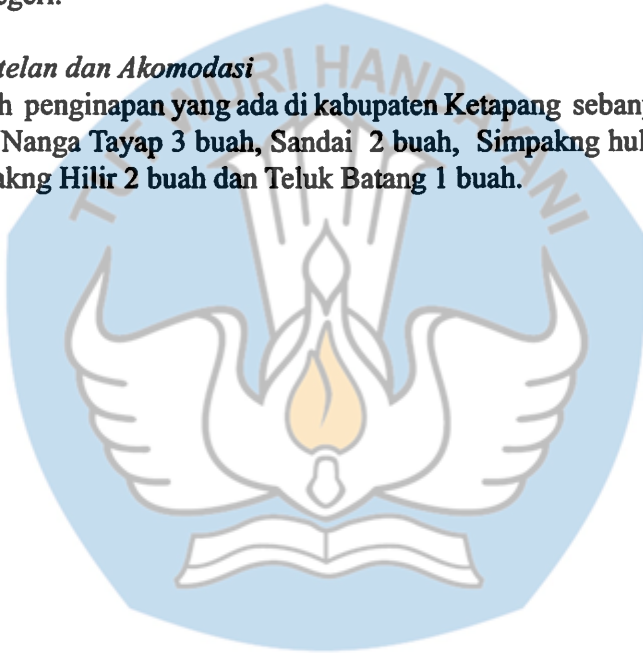 telan dan Akomodasi
h penginapan yang ada di kabupaten Ketapang seban
Nanga Tayap 3 buah, Sandai 2 buah, Simpakng hul
akng Hilir 2 buah dan Teluk Batang 1 buah.
TUT WURI HANDAYANI